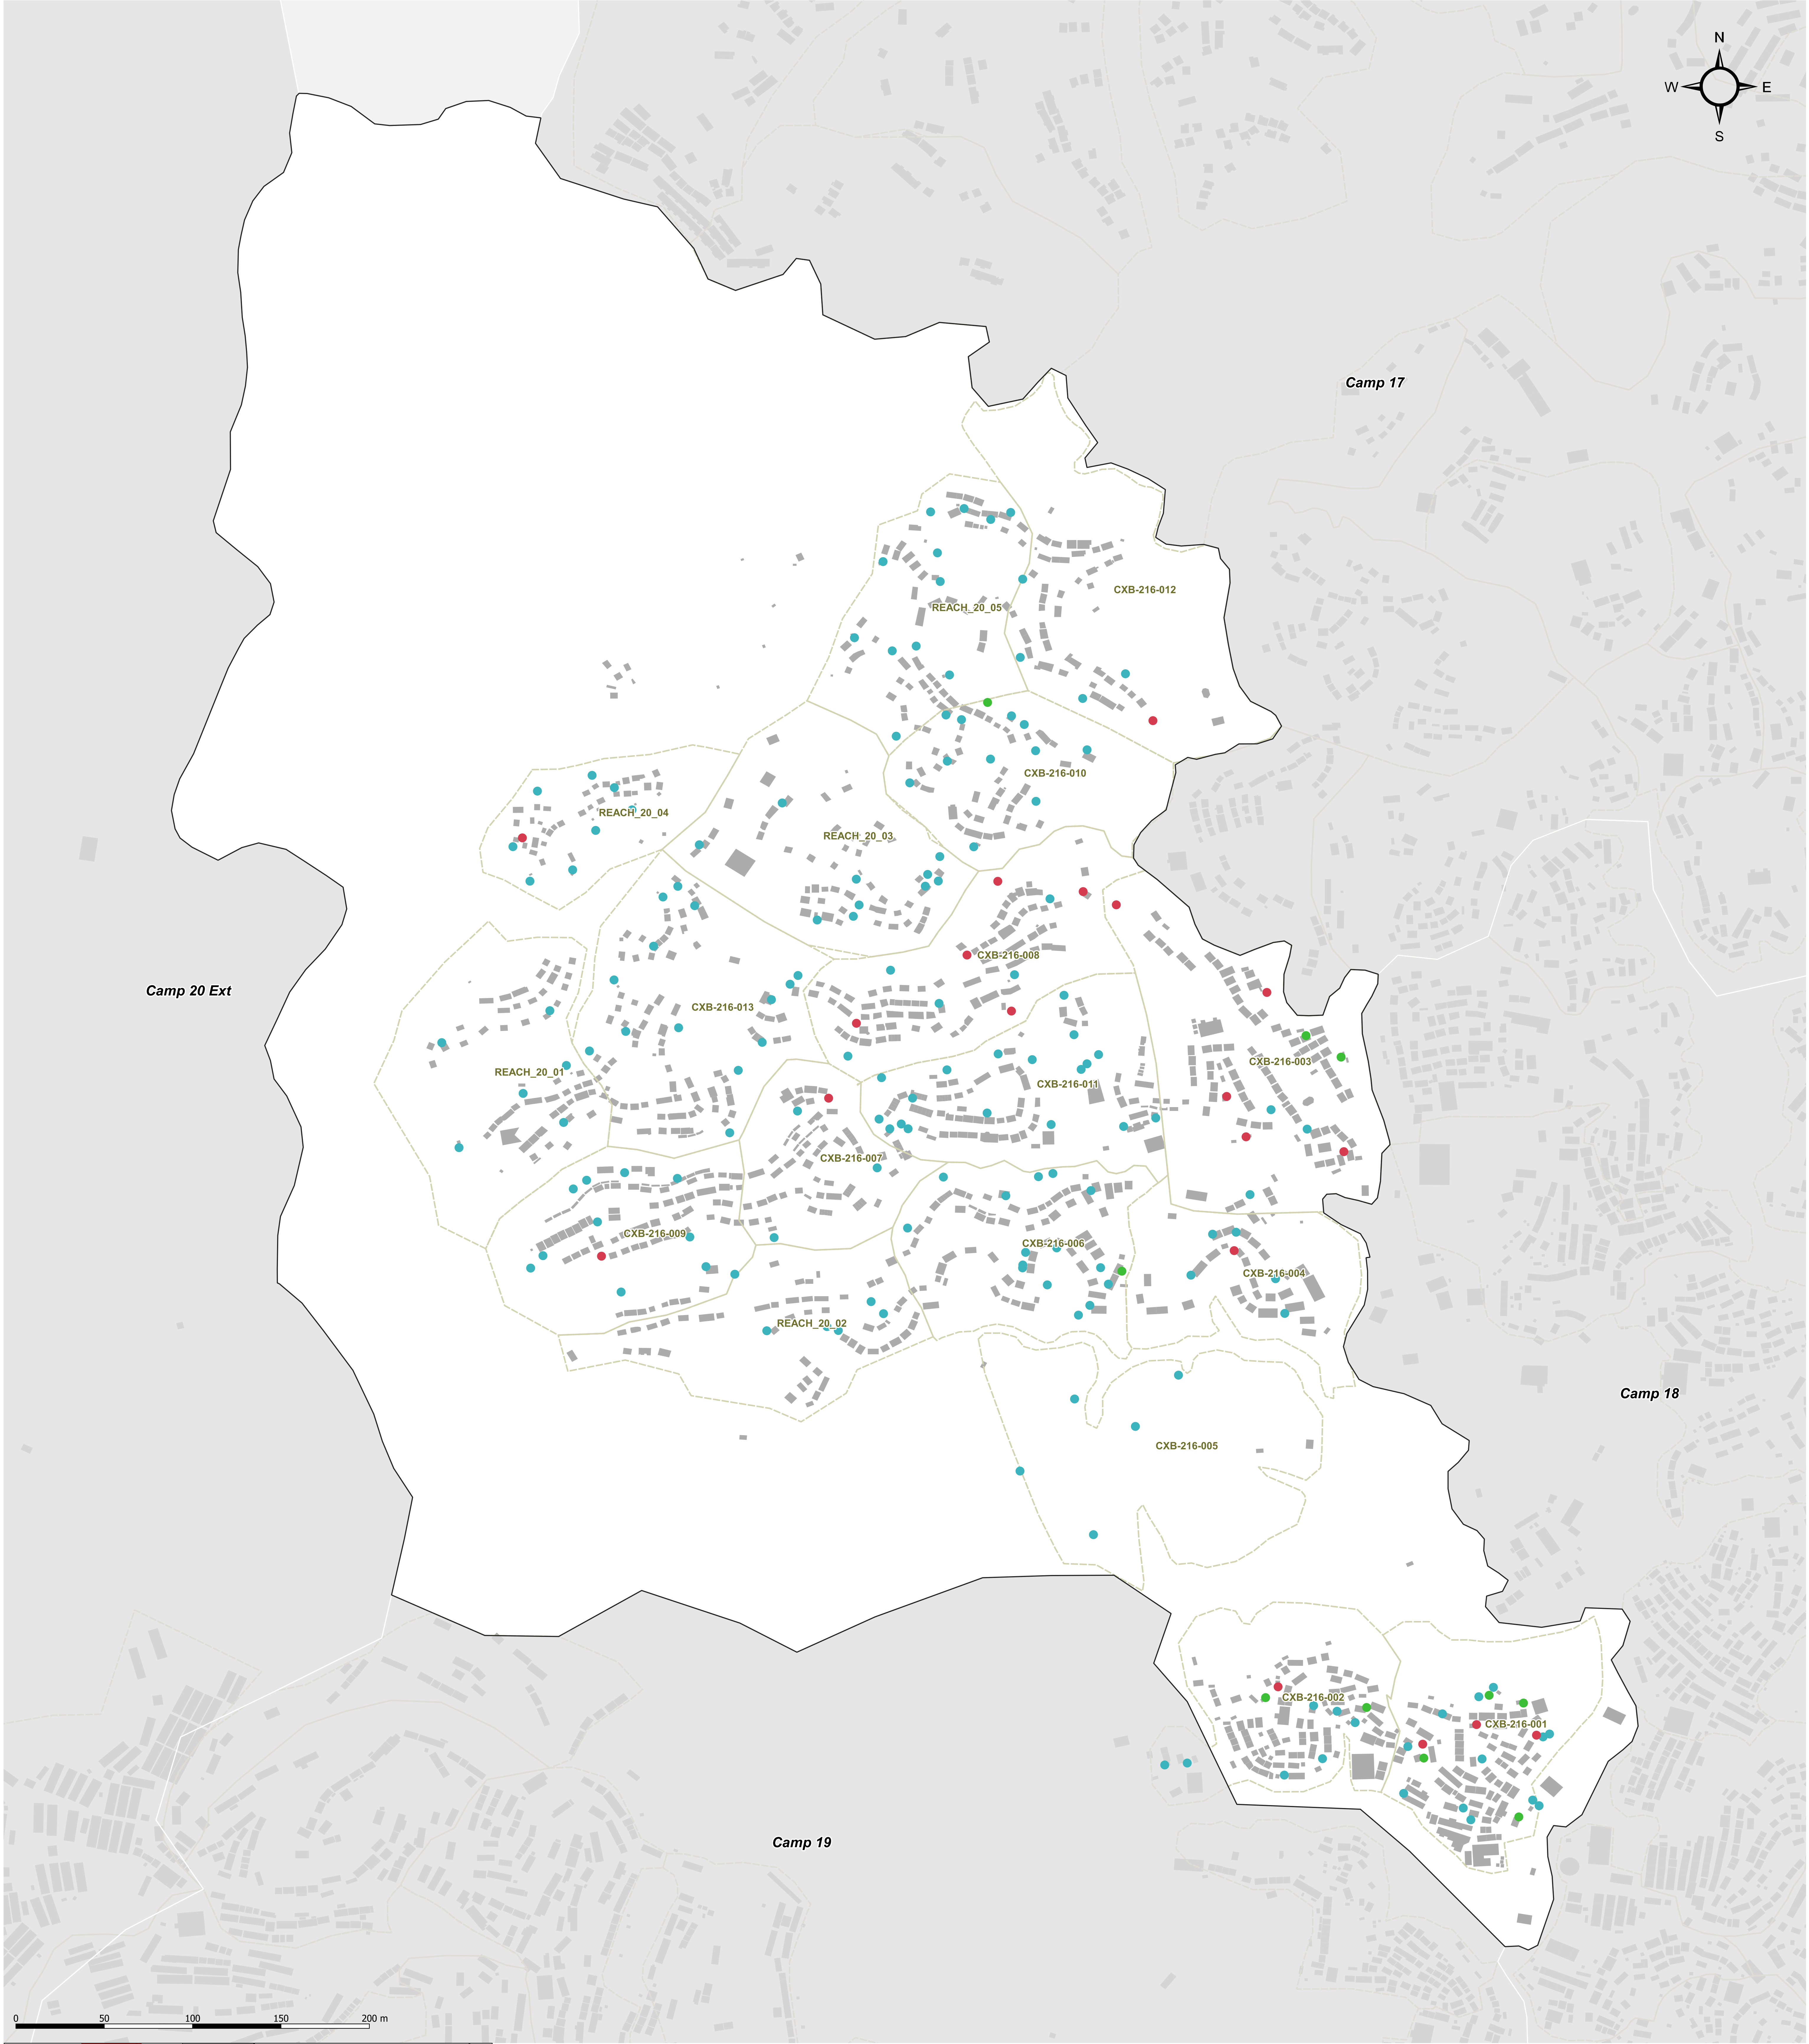 N
W E
S
Camp 17
CXB-216-012
REACH_20_05
CXB-216-010
REACH_20_04
REACH_20_03
CXB-216-008
Camp 20 Ext
CXB-216-013
CXB-216-003
REACH_20_01
CXB-216-011
CXB-216-007
CXB-216-009
CXB-216-006
CXB-216-004
REACH_20_02
Camp 18
CXB-216-005
CXB-216-002
CXB-216-001
Camp 19
0 50 100 150 200 m